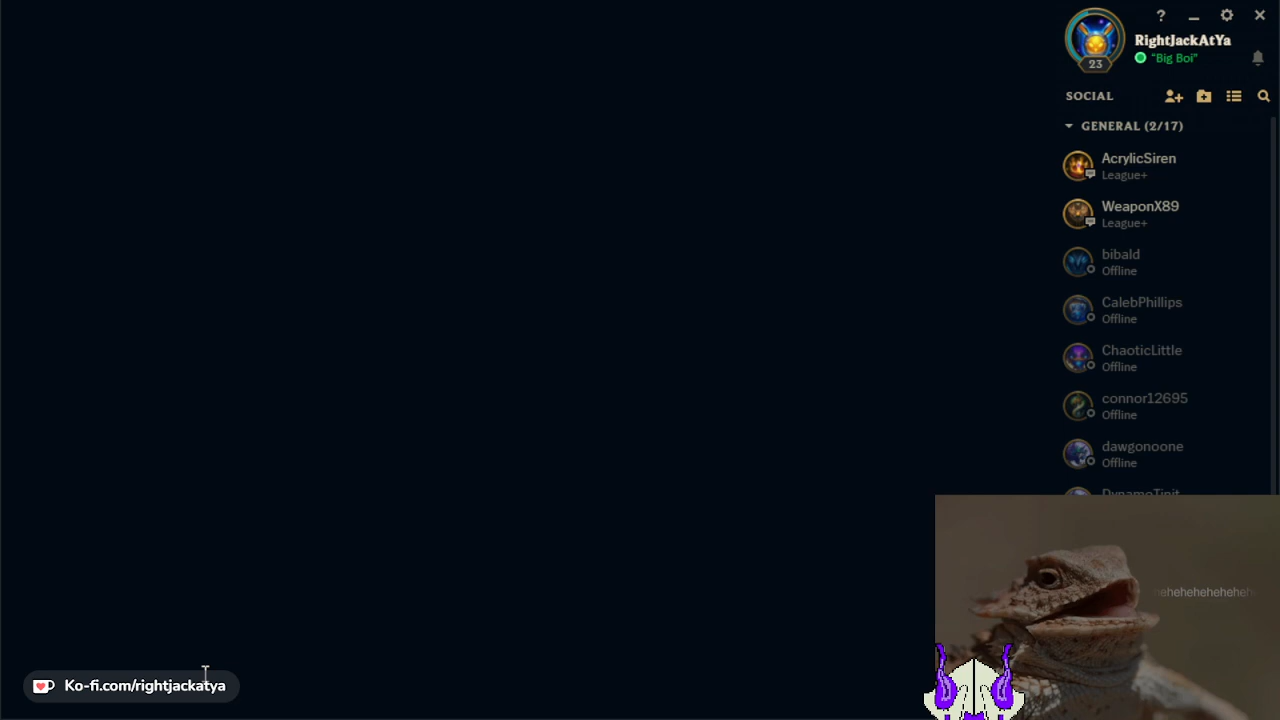 RightJackAtYa
23
"Big Boi"
SOCIAL
GENERAL (2/17)
AcrylicSiren
League+
WeaponX89
League+
bibald
Offline
CalebPhillips
Offline
ChaoticLittle
Offline
connor12695
Offline
dawgonoone
Offline
hehehehehehehe
Ko-fi.com/rightjackatya